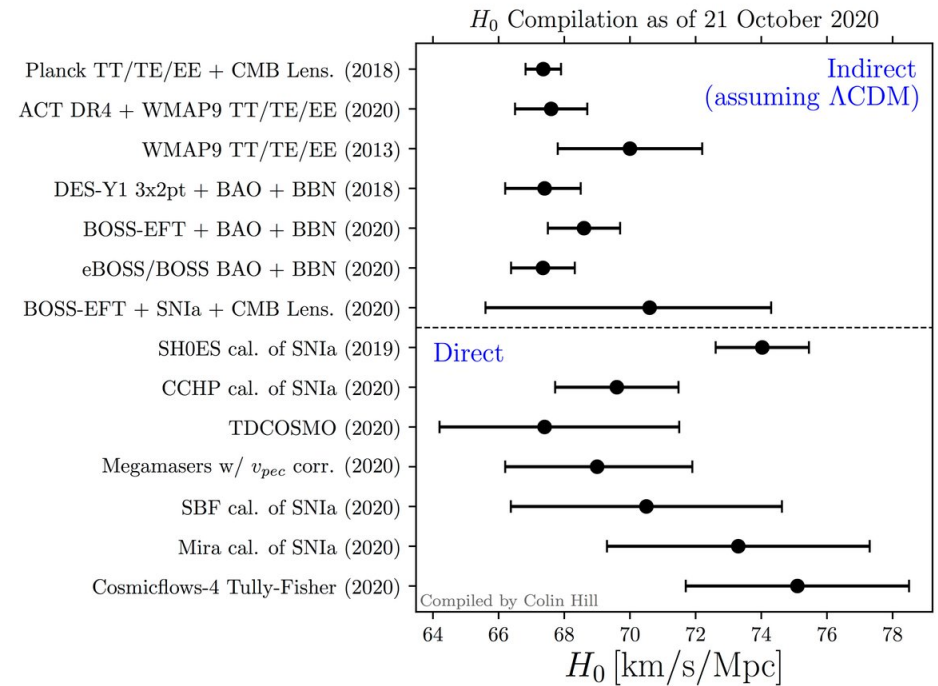 H₀ Compilation as of 21 October 2020
Planck TT/TE/EE + CMB Lens. (2018)
ACT DR4 + WMAP9 TT/TE/EE (2020)
WMAP9 TT/TE/EE (2013)
DES-Y1 3x2pt + BAO + BBN (2018)
BOSS-EFT + BAO + BBN (2020)
eBOSS/BOSS BAO + BBN (2020)
BOSS-EFT + SNIa + CMB Lens. (2020)
SH0ES cal. of SNIa (2019)
CCHP cal. of SNIa (2020)
TDCOSMO (2020)
Megamasers w/ v_pec corr. (2020)
SBF cal. of SNIa (2020)
Mira cal. of SNIa (2020)
Cosmicflows-4 Tully-Fisher (2020)
Indirect
(assuming ΛCDM)
Direct
Compiled by Colin Hill
64 66 68 70 72 74 76 78
H₀ [km/s/Mpc]